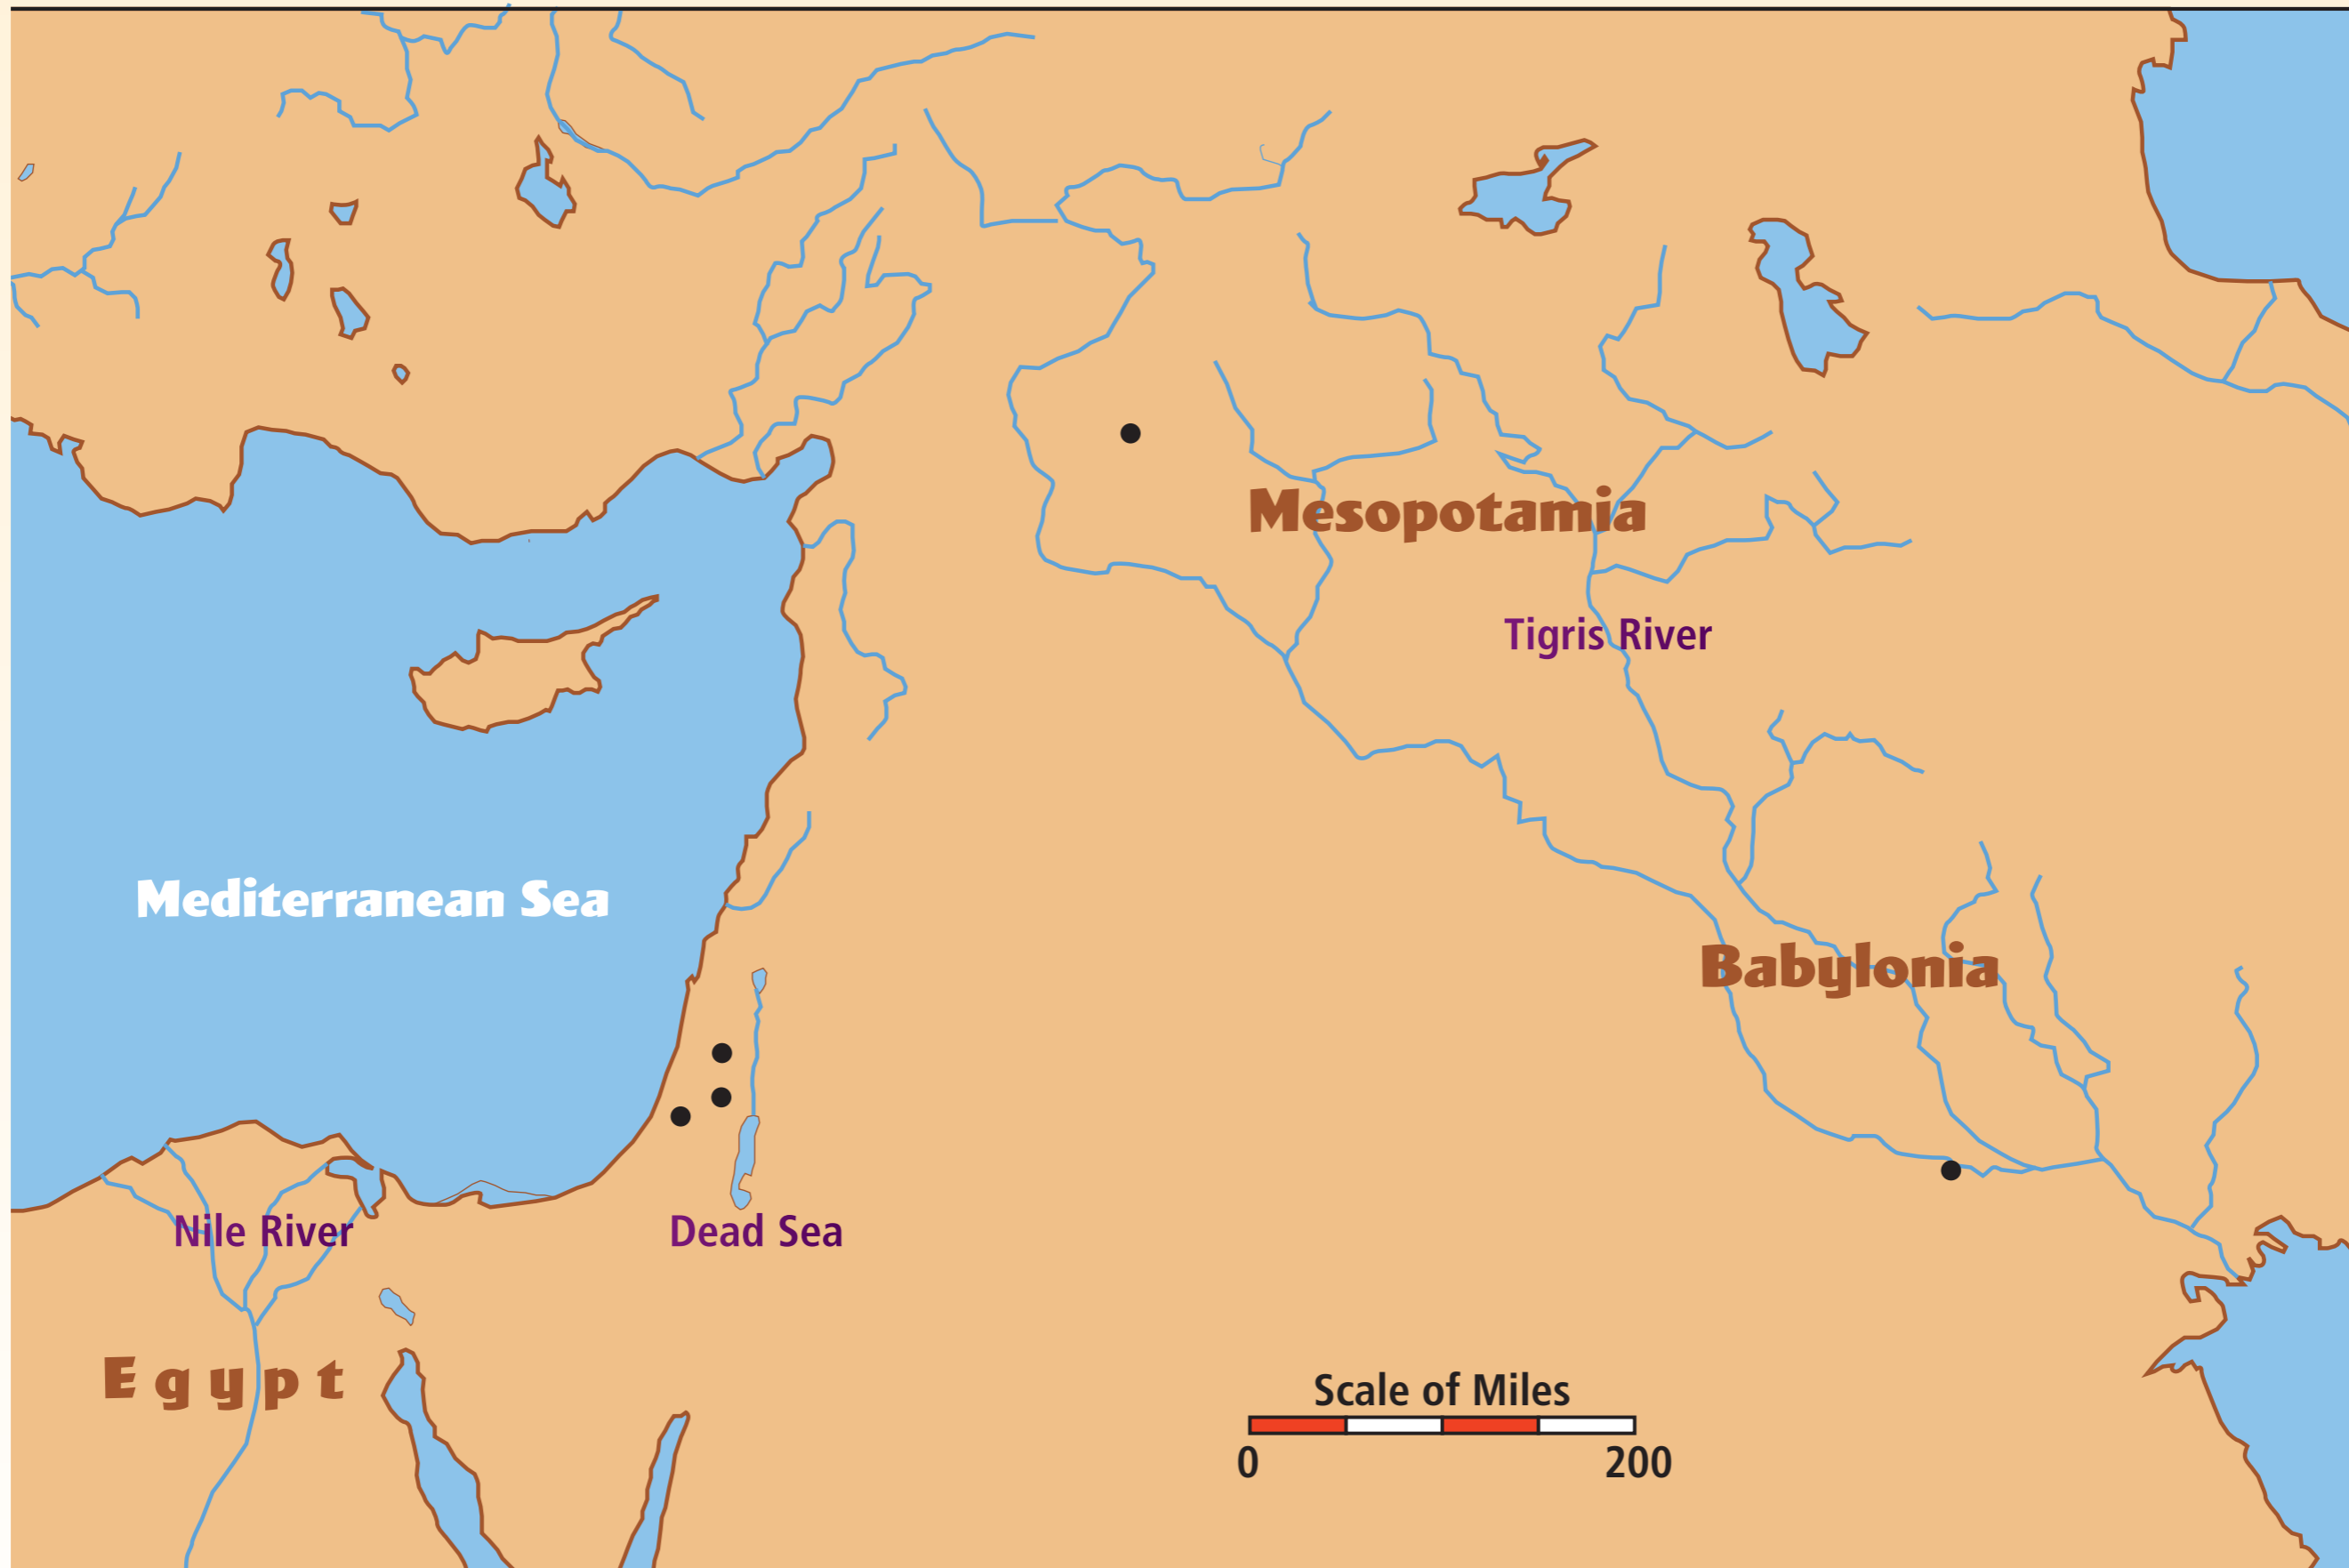 Mesopotamia
Tigris River
Mediterranean Sea
Babylonia
Nile River
Dead Sea
Egypt
Scale of Miles
0 200